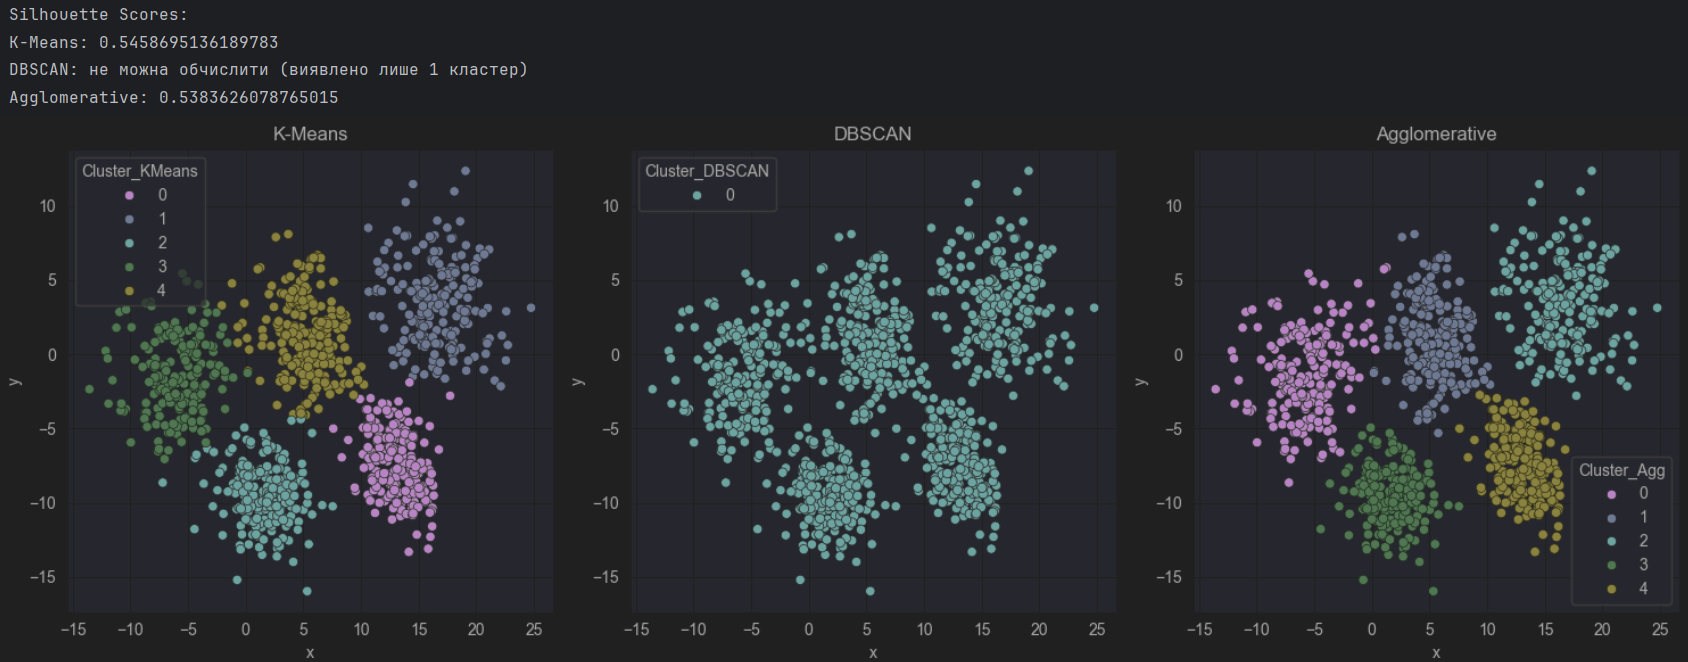 Silhouette Scores:
K-Means: 0.5458695136189783
DBSCAN: не можна обчислити (виявлено лише 1 кластер)
Agglomerative: 0.5383626078765015
K-Means
Cluster_KMeans
0
1
2
3
4
10
5
0
−5
−10
−15
y
−15 −10 −5 0 5 10 15 20 25
x
DBSCAN
Cluster_DBSCAN
0
10
5
0
−5
−10
−15
y
−15 −10 −5 0 5 10 15 20 25
x
Agglomerative
10
5
0
−5
−10
−15
y
Cluster_Agg
0
1
2
3
4
−15 −10 −5 0 5 10 15 20 25
x